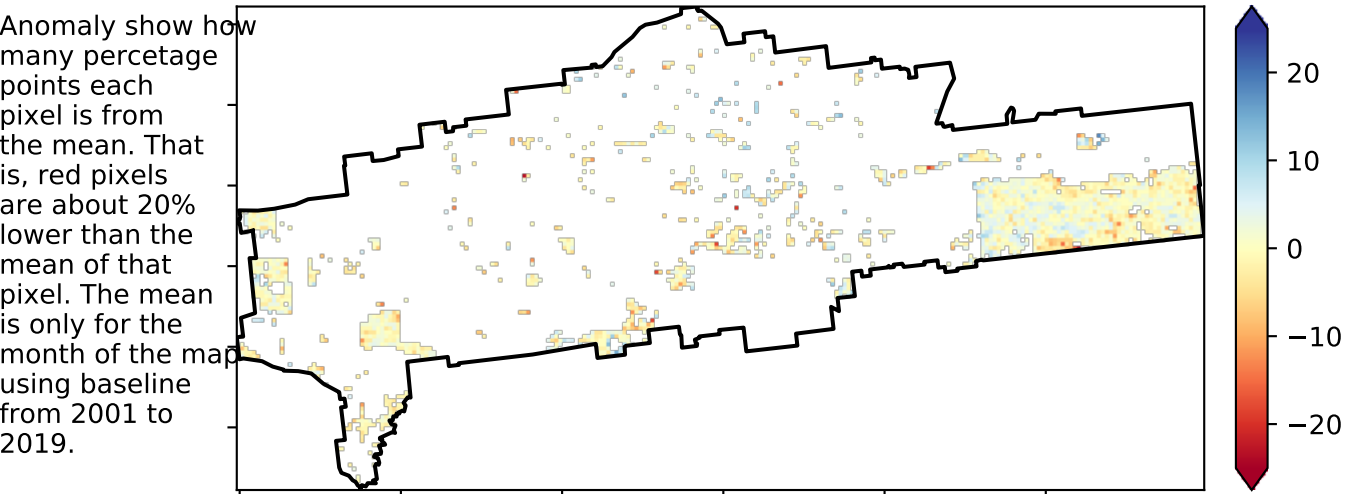 Anomaly show how
many percetage
points each
pixel is from
the mean. That
is, red pixels
are about 20%
lower than the
mean of that
pixel. The mean
is only for the
month of the map
using baseline
from 2001 to
2019.
20
10
0
−10
−20